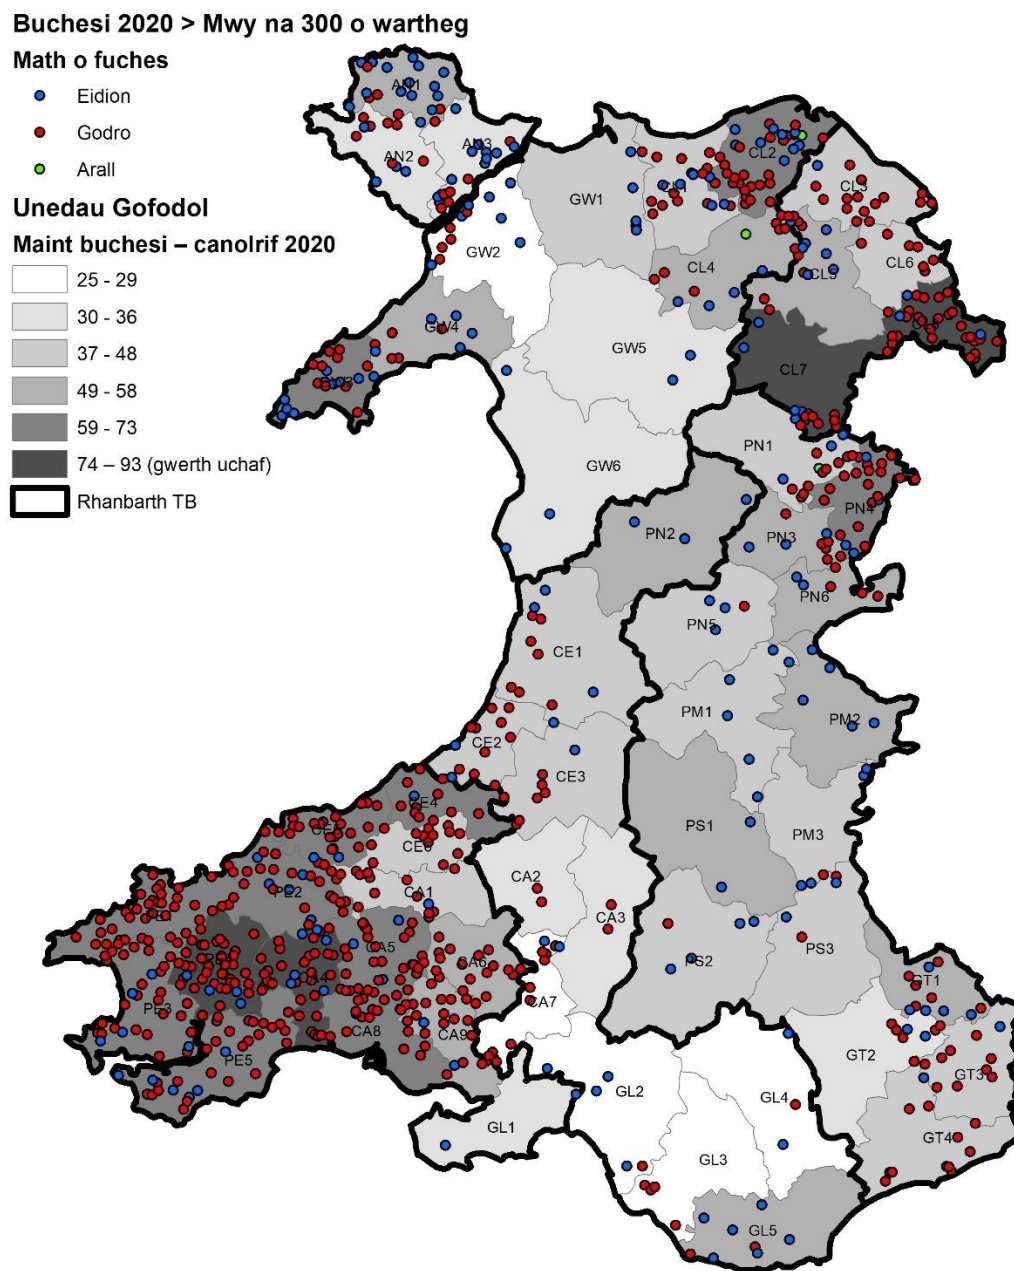 Buchesi 2020 > Mwy na 300 o wartheg
Math o fuches
Eidion
Godro
Arall
Unedau Gofodol
Maint buchesi – canolrif 2020
25 - 29
30 - 36
37 - 48
49 - 58
59 - 73
74 – 93 (gwerth uchaf)
Rhanbarth TB
AN1
AN2
AN3
CL2
CL3
GW1
GW2
CL4
CL5
CL6
GW4
GW5
CL7
GW6
PN1
PN2
PN3
PN4
PN5
PN6
CE1
PM1
PM2
CE2
CE3
CE4
PS1
PM3
CA2
CA1
PE2
CA3
CA5
CA6
PS2
PS3
PE3
CA7
CA8
CA9
GT1
GT2
GT3
PE5
GL1
GL2
GL4
GT4
GL3
GL5